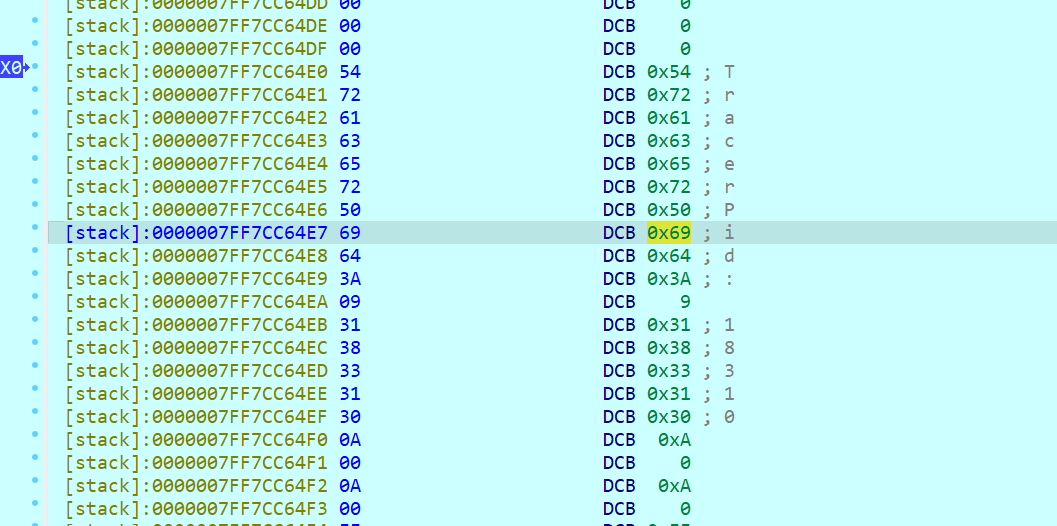 [stack]:0000007FF7CC64DD 00 DCB 0
[stack]:0000007FF7CC64DE 00 DCB 0
[stack]:0000007FF7CC64DF 00 DCB 0
X0 [stack]:0000007FF7CC64E0 54 DCB 0x54 ; T
[stack]:0000007FF7CC64E1 72 DCB 0x72 ; r
[stack]:0000007FF7CC64E2 61 DCB 0x61 ; a
[stack]:0000007FF7CC64E3 63 DCB 0x63 ; c
[stack]:0000007FF7CC64E4 65 DCB 0x65 ; e
[stack]:0000007FF7CC64E5 72 DCB 0x72 ; r
[stack]:0000007FF7CC64E6 50 DCB 0x50 ; P
[stack]:0000007FF7CC64E7 69 DCB 0x69 ; i
[stack]:0000007FF7CC64E8 64 DCB 0x64 ; d
[stack]:0000007FF7CC64E9 3A DCB 0x3A ; :
[stack]:0000007FF7CC64EA 09 DCB 9
[stack]:0000007FF7CC64EB 31 DCB 0x31 ; 1
[stack]:0000007FF7CC64EC 38 DCB 0x38 ; 8
[stack]:0000007FF7CC64ED 33 DCB 0x33 ; 3
[stack]:0000007FF7CC64EE 31 DCB 0x31 ; 1
[stack]:0000007FF7CC64EF 30 DCB 0x30 ; 0
[stack]:0000007FF7CC64F0 0A DCB 0xA
[stack]:0000007FF7CC64F1 00 DCB 0
[stack]:0000007FF7CC64F2 0A DCB 0xA
[stack]:0000007FF7CC64F3 00 DCB 0